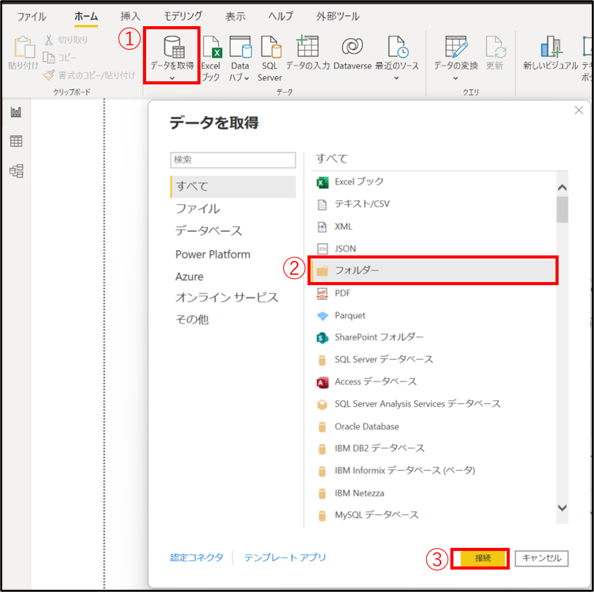 ファイル ホーム 挿入 モデリング 表示 ヘルプ 外部ツール
①
貼り付け
切り取り
コピー
書式のコピー/貼り付け
クリップボード
データを取得
Excel
ブック
Data
ハブ
SQL
Server
データの入力
Dataverse
最近のソース
データ
データの変換
更新
クエリ
新しいビジュアル
テキ
ボッ
データを取得
検索
すべて
ファイル
データベース
Power Platform
Azure
オンライン サービス
その他
すべて
Excel ブック
テキスト/CSV
XML
JSON
②
フォルダー
PDF
Parquet
SharePoint フォルダー
SQL Server データベース
Access データベース
SQL Server Analysis Services データベース
Oracle Database
IBM DB2 データベース
IBM Informix データベース (ベータ)
IBM Netezza
MySQL データベース
認定コネクタ
テンプレート アプリ
③
接続
キャンセル